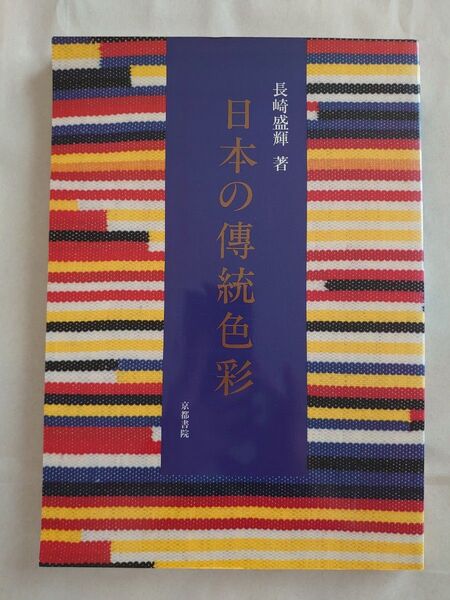 長崎盛輝 著
日本の傳統色彩
京都書院